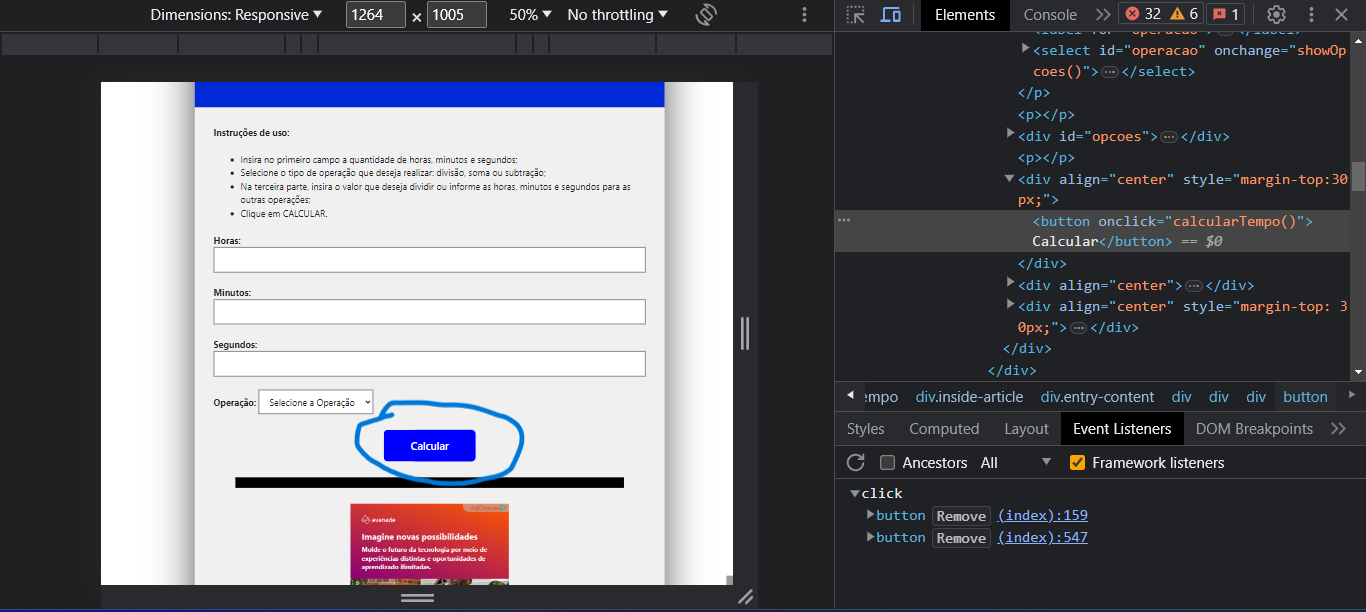 Dimensions: Responsive ▼ 1264 × 1005 50% ▼ No throttling ▼
Elements Console 32 6 1
Instruções de uso:
Insira no primeiro campo a quantidade de horas, minutos e segundos;
Selecione o tipo de operação que deseja realizar: divisão, soma ou subtração;
Na terceira parte, insira o valor que deseja dividir ou informe as horas, minutos e segundos para as
outras operações;
Clique em CALCULAR.
Horas:
Minutos:
Segundos:
Operação: Selecione a Operação
Calcular
AdChoices
avanade
Imagine novas possibilidades
Molde o futuro da tecnologia por meio de
experiências distintas e oportunidades de
aprendizado ilimitadas.
<select id="operacao" onchange="showOp
coes()">…</select>
</p>
<p></p>
<div id="opcoes">…</div>
<p></p>
<div align="center" style="margin-top:30
px;">
<button onclick="calcularTempo()">
Calcular</button> == $0
</div>
<div align="center">…</div>
<div align="center" style="margin-top: 3
0px;">…</div>
</div>
</div>
empo div.inside-article div.entry-content div div div button
Styles Computed Layout Event Listeners DOM Breakpoints
Ancestors All ▼ Framework listeners
click
button Remove (index):159
button Remove (index):547